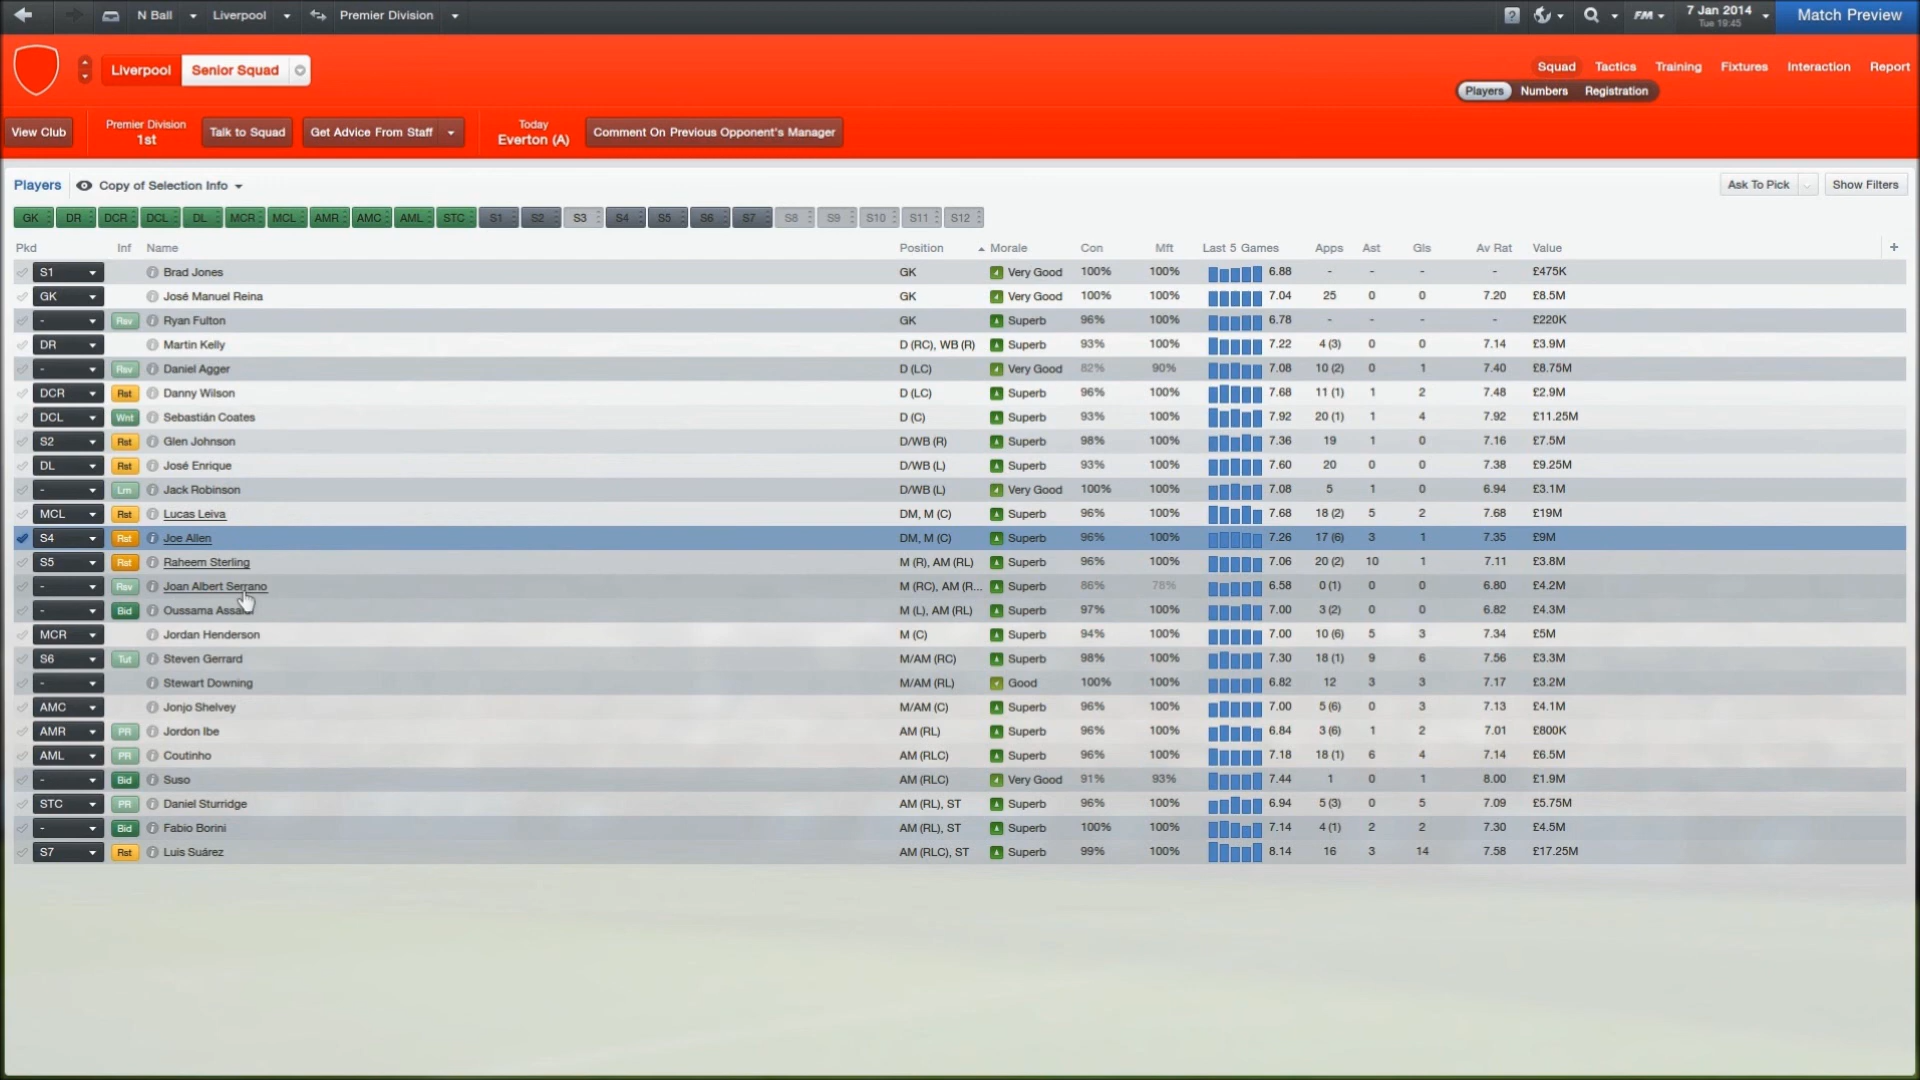 N Ball Liverpool Premier Division ? FM 7 Jan 2014 Match Preview
Tue 19:45
Liverpool Senior Squad Squad Tactics Training Fixtures Interaction Report
Players Numbers Registration
View Club Premier Division 1st Talk to Squad Get Advice From Staff Today Everton (A) Comment On Previous Opponent's Manager
Players Copy of Selection Info Ask To Pick Show Filters
GK DR DCR DCL DL MCR MCL AMR AMC AML STC S1 S2 S3 S4 S5 S6 S7 S8 S9 S10 S11 S12
Pkd Inf Name Position Morale Con Mft Last 5 Games Apps Ast Gls Av Rat Value +
S1 Brad Jones GK Very Good 100% 100% 6.88 - - - - £475K
GK José Manuel Reina GK Very Good 100% 100% 7.04 25 0 0 7.20 £8.5M
- Rsv Ryan Fulton GK Superb 96% 100% 6.78 - - - - £220K
DR Martin Kelly D (RC), WB (R) Superb 93% 100% 7.22 4 (3) 0 0 7.14 £3.9M
- Rsv Daniel Agger D (LC) Very Good 82% 90% 7.08 10 (2) 0 1 7.40 £8.75M
DCR Rst Danny Wilson D (LC) Superb 96% 100% 7.68 11 (1) 1 2 7.48 £2.9M
DCL Wnt Sebastián Coates D (C) Superb 93% 100% 7.92 20 (1) 1 4 7.92 £11.25M
S2 Rst Glen Johnson D/WB (R) Superb 98% 100% 7.36 19 1 0 7.16 £7.5M
DL Rst José Enrique D/WB (L) Superb 93% 100% 7.60 20 0 0 7.38 £9.25M
- Lrn Jack Robinson D/WB (L) Very Good 100% 100% 7.08 5 1 0 6.94 £3.1M
MCL Rst Lucas Leiva DM, M (C) Superb 96% 100% 7.68 18 (2) 5 2 7.68 £19M
S4 Rst Joe Allen DM, M (C) Superb 96% 100% 7.26 17 (6) 3 1 7.35 £9M
S5 Rst Raheem Sterling M (R), AM (RL) Superb 96% 100% 7.06 20 (2) 10 1 7.11 £3.8M
- Rsv Joan Albert Serrano M (RC), AM (R... Superb 86% 78% 6.58 0 (1) 0 0 6.80 £4.2M
- Bid Oussama M (L), AM (RL) Superb 97% 100% 7.00 3 (2) 0 0 6.82 £4.3M
MCR Jordan Henderson M (C) Superb 94% 100% 7.00 10 (6) 5 3 7.34 £5M
S6 Tut Steven Gerrard M/AM (RC) Superb 98% 100% 7.30 18 (1) 9 6 7.56 £3.3M
- Stewart Downing M/AM (RL) Good 100% 100% 6.82 12 3 3 7.17 £3.2M
AMC Jonjo Shelvey M/AM (C) Superb 96% 100% 7.00 5 (6) 0 3 7.13 £4.1M
AMR PR Jordon Ibe AM (RL) Superb 96% 100% 6.84 3 (6) 1 2 7.01 £800K
AML PR Coutinho AM (RLC) Superb 96% 100% 7.18 18 (1) 6 4 7.14 £6.5M
- Bid Suso AM (RLC) Very Good 91% 93% 7.44 1 0 1 8.00 £1.9M
STC PR Daniel Sturridge AM (RL), ST Superb 96% 100% 6.94 5 (3) 0 5 7.09 £5.75M
- Bid Fabio Borini AM (RL), ST Superb 100% 100% 7.14 4 (1) 2 2 7.30 £4.5M
S7 Rst Luis Suárez AM (RLC), ST Superb 99% 100% 8.14 16 3 14 7.58 £17.25M